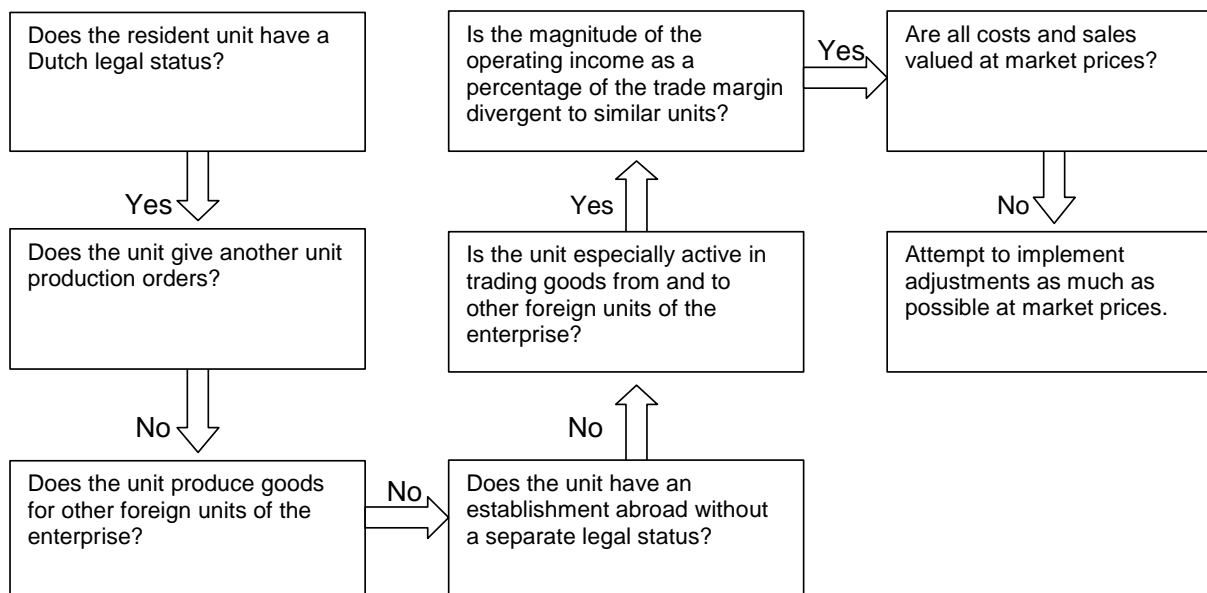 Does the resident unit have a
Dutch legal status?
Yes
Does the unit give another unit
production orders?
No
Does the unit produce goods
for other foreign units of the
enterprise?
No
Does the unit have an
establishment abroad without
a separate legal status?
No
Is the unit especially active in
trading goods from and to
other foreign units of the
enterprise?
Yes
Is the magnitude of the
operating income as a
percentage of the trade margin
divergent to similar units?
Yes
Are all costs and sales
valued at market prices?
No
Attempt to implement
adjustments as much as
possible at market prices.